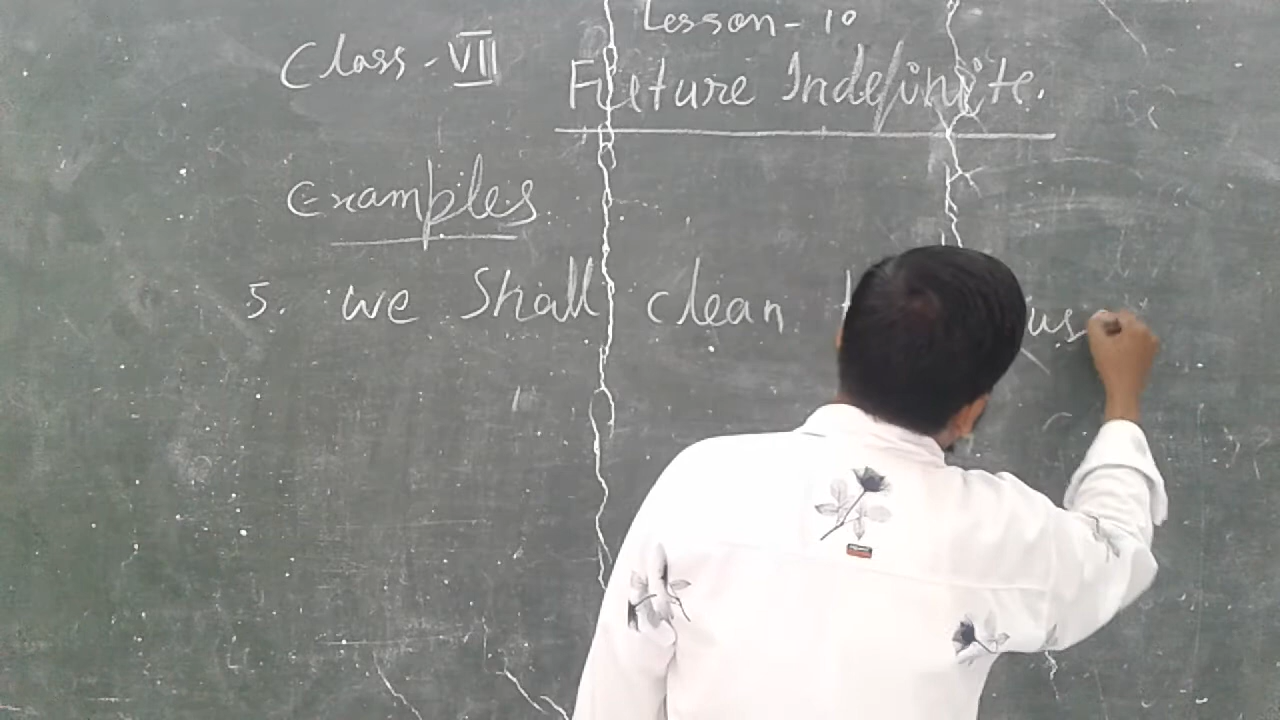 Lesson - 10
Class - VII
Future Indefinite.
Examples
5. we Shall clean